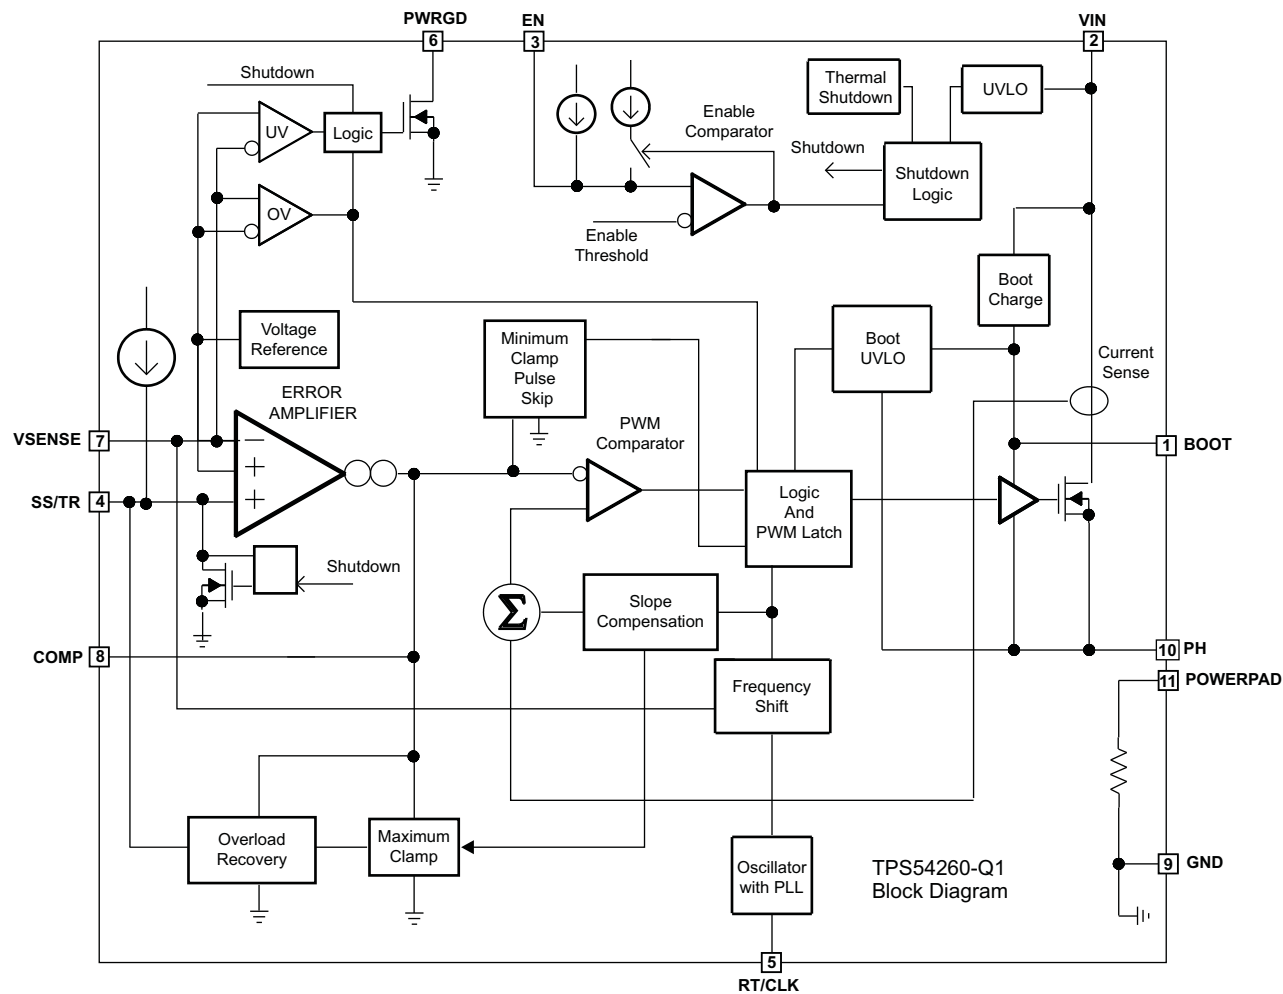 PWRGD
EN
VIN
6
3
2
Shutdown
Thermal
Shutdown
UVLO
UV
Logic
Enable
Comparator
Shutdown
Shutdown
Logic
OV
Enable
Threshold
Boot
Charge
Voltage
Reference
Minimum
Clamp
Pulse
Skip
Boot
UVLO
Current
Sense
ERROR
AMPLIFIER
PWM
Comparator
VSENSE
7
−
1
BOOT
+
SS/TR
4
+
Logic
And
PWM Latch
Shutdown
Σ
Slope
Compensation
COMP
8
10
PH
11
POWERPAD
Frequency
Shift
Overload
Recovery
Maximum
Clamp
Oscillator
with PLL
TPS54260-Q1
Block Diagram
9
GND
5
RT/CLK